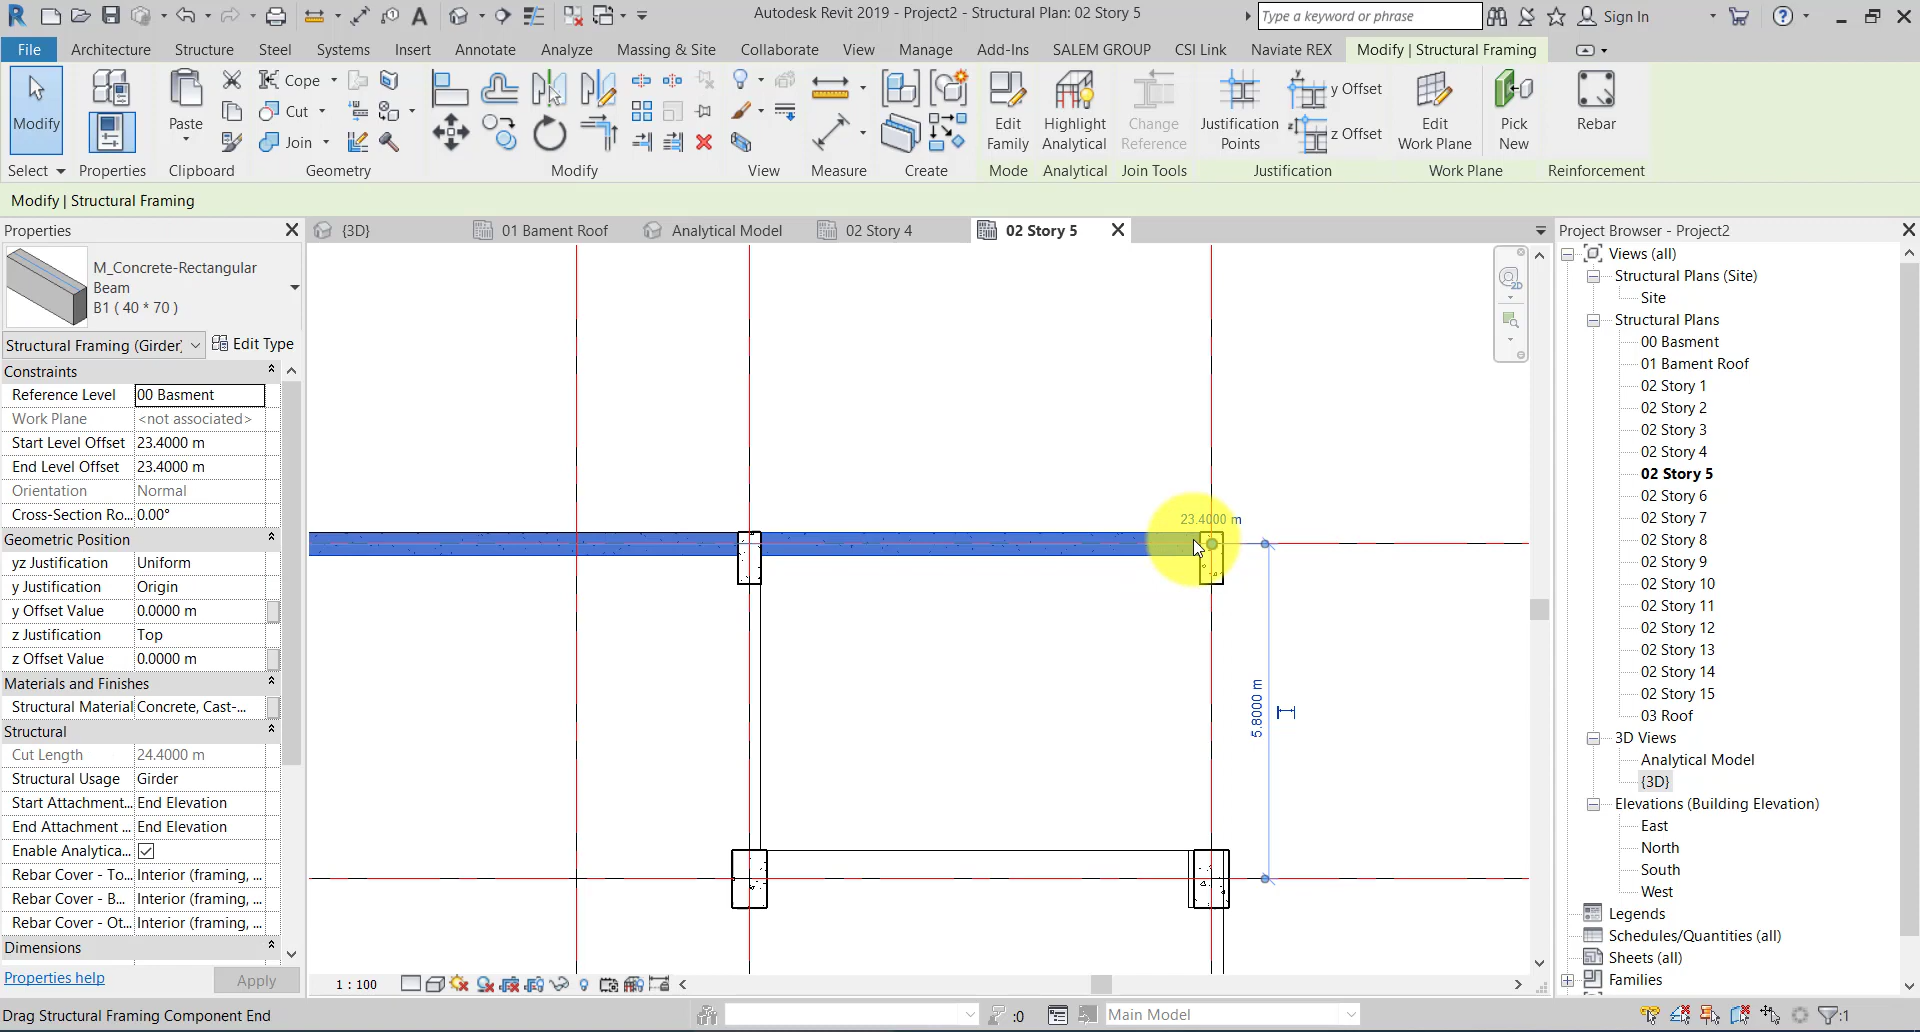 Autodesk Revit 2019 - Project2 - Structural Plan: 02 Story 5
Type a keyword or phrase
Sign In
File Architecture Structure Steel Systems Insert Annotate Analyze Massing & Site Collaborate View Manage Add-Ins SALEM GROUP CSI Link Naviate REX Modify | Structural Framing
Modify
Paste
Cope
Cut
Join
Edit Family
Highlight Analytical
Change Reference
Justification Points
y Offset
z Offset
Edit Work Plane
Pick New
Rebar
Select Properties Clipboard Geometry Modify View Measure Create Mode Analytical Join Tools Justification Work Plane Reinforcement
Modify | Structural Framing
Properties
M_Concrete-Rectangular
Beam
B1 ( 40 * 70 )
Structural Framing (Girder) Edit Type
Constraints
Reference Level 00 Basment
Work Plane <not associated>
Start Level Offset 23.4000 m
End Level Offset 23.4000 m
Orientation Normal
Cross-Section Ro... 0.00°
Geometric Position
yz Justification Uniform
y Justification Origin
y Offset Value 0.0000 m
z Justification Top
z Offset Value 0.0000 m
Materials and Finishes
Structural Material Concrete, Cast-...
Structural
Cut Length 24.4000 m
Structural Usage Girder
Start Attachment... End Elevation
End Attachment ... End Elevation
Enable Analytica...
Rebar Cover - To... Interior (framing, ...
Rebar Cover - B... Interior (framing, ...
Rebar Cover - Ot... Interior (framing, ...
Dimensions
Properties help Apply
{3D} 01 Bament Roof Analytical Model 02 Story 4 02 Story 5
2D
23.4000 m
5.8000 m
1 : 100
Project Browser - Project2
Views (all)
Structural Plans (Site)
Site
Structural Plans
00 Basment
01 Bament Roof
02 Story 1
02 Story 2
02 Story 3
02 Story 4
02 Story 5
02 Story 6
02 Story 7
02 Story 8
02 Story 9
02 Story 10
02 Story 11
02 Story 12
02 Story 13
02 Story 14
02 Story 15
03 Roof
3D Views
Analytical Model
{3D}
Elevations (Building Elevation)
East
North
South
West
Legends
Schedules/Quantities (all)
Sheets (all)
Families
Drag Structural Framing Component End
:0
Main Model
:1